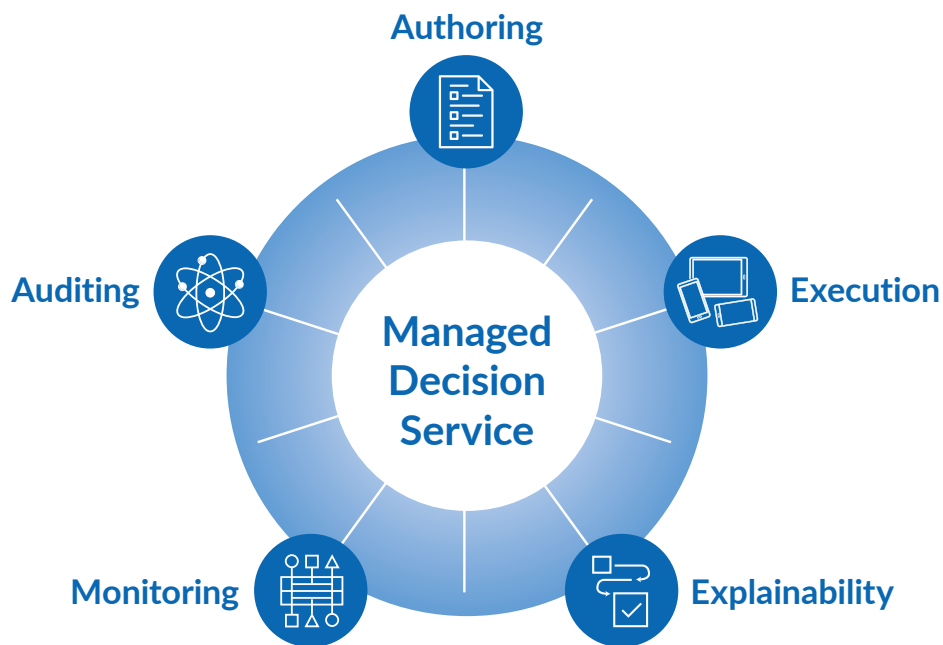 Authoring
Auditing
Execution
Managed
Decision
Service
Monitoring
Explainability